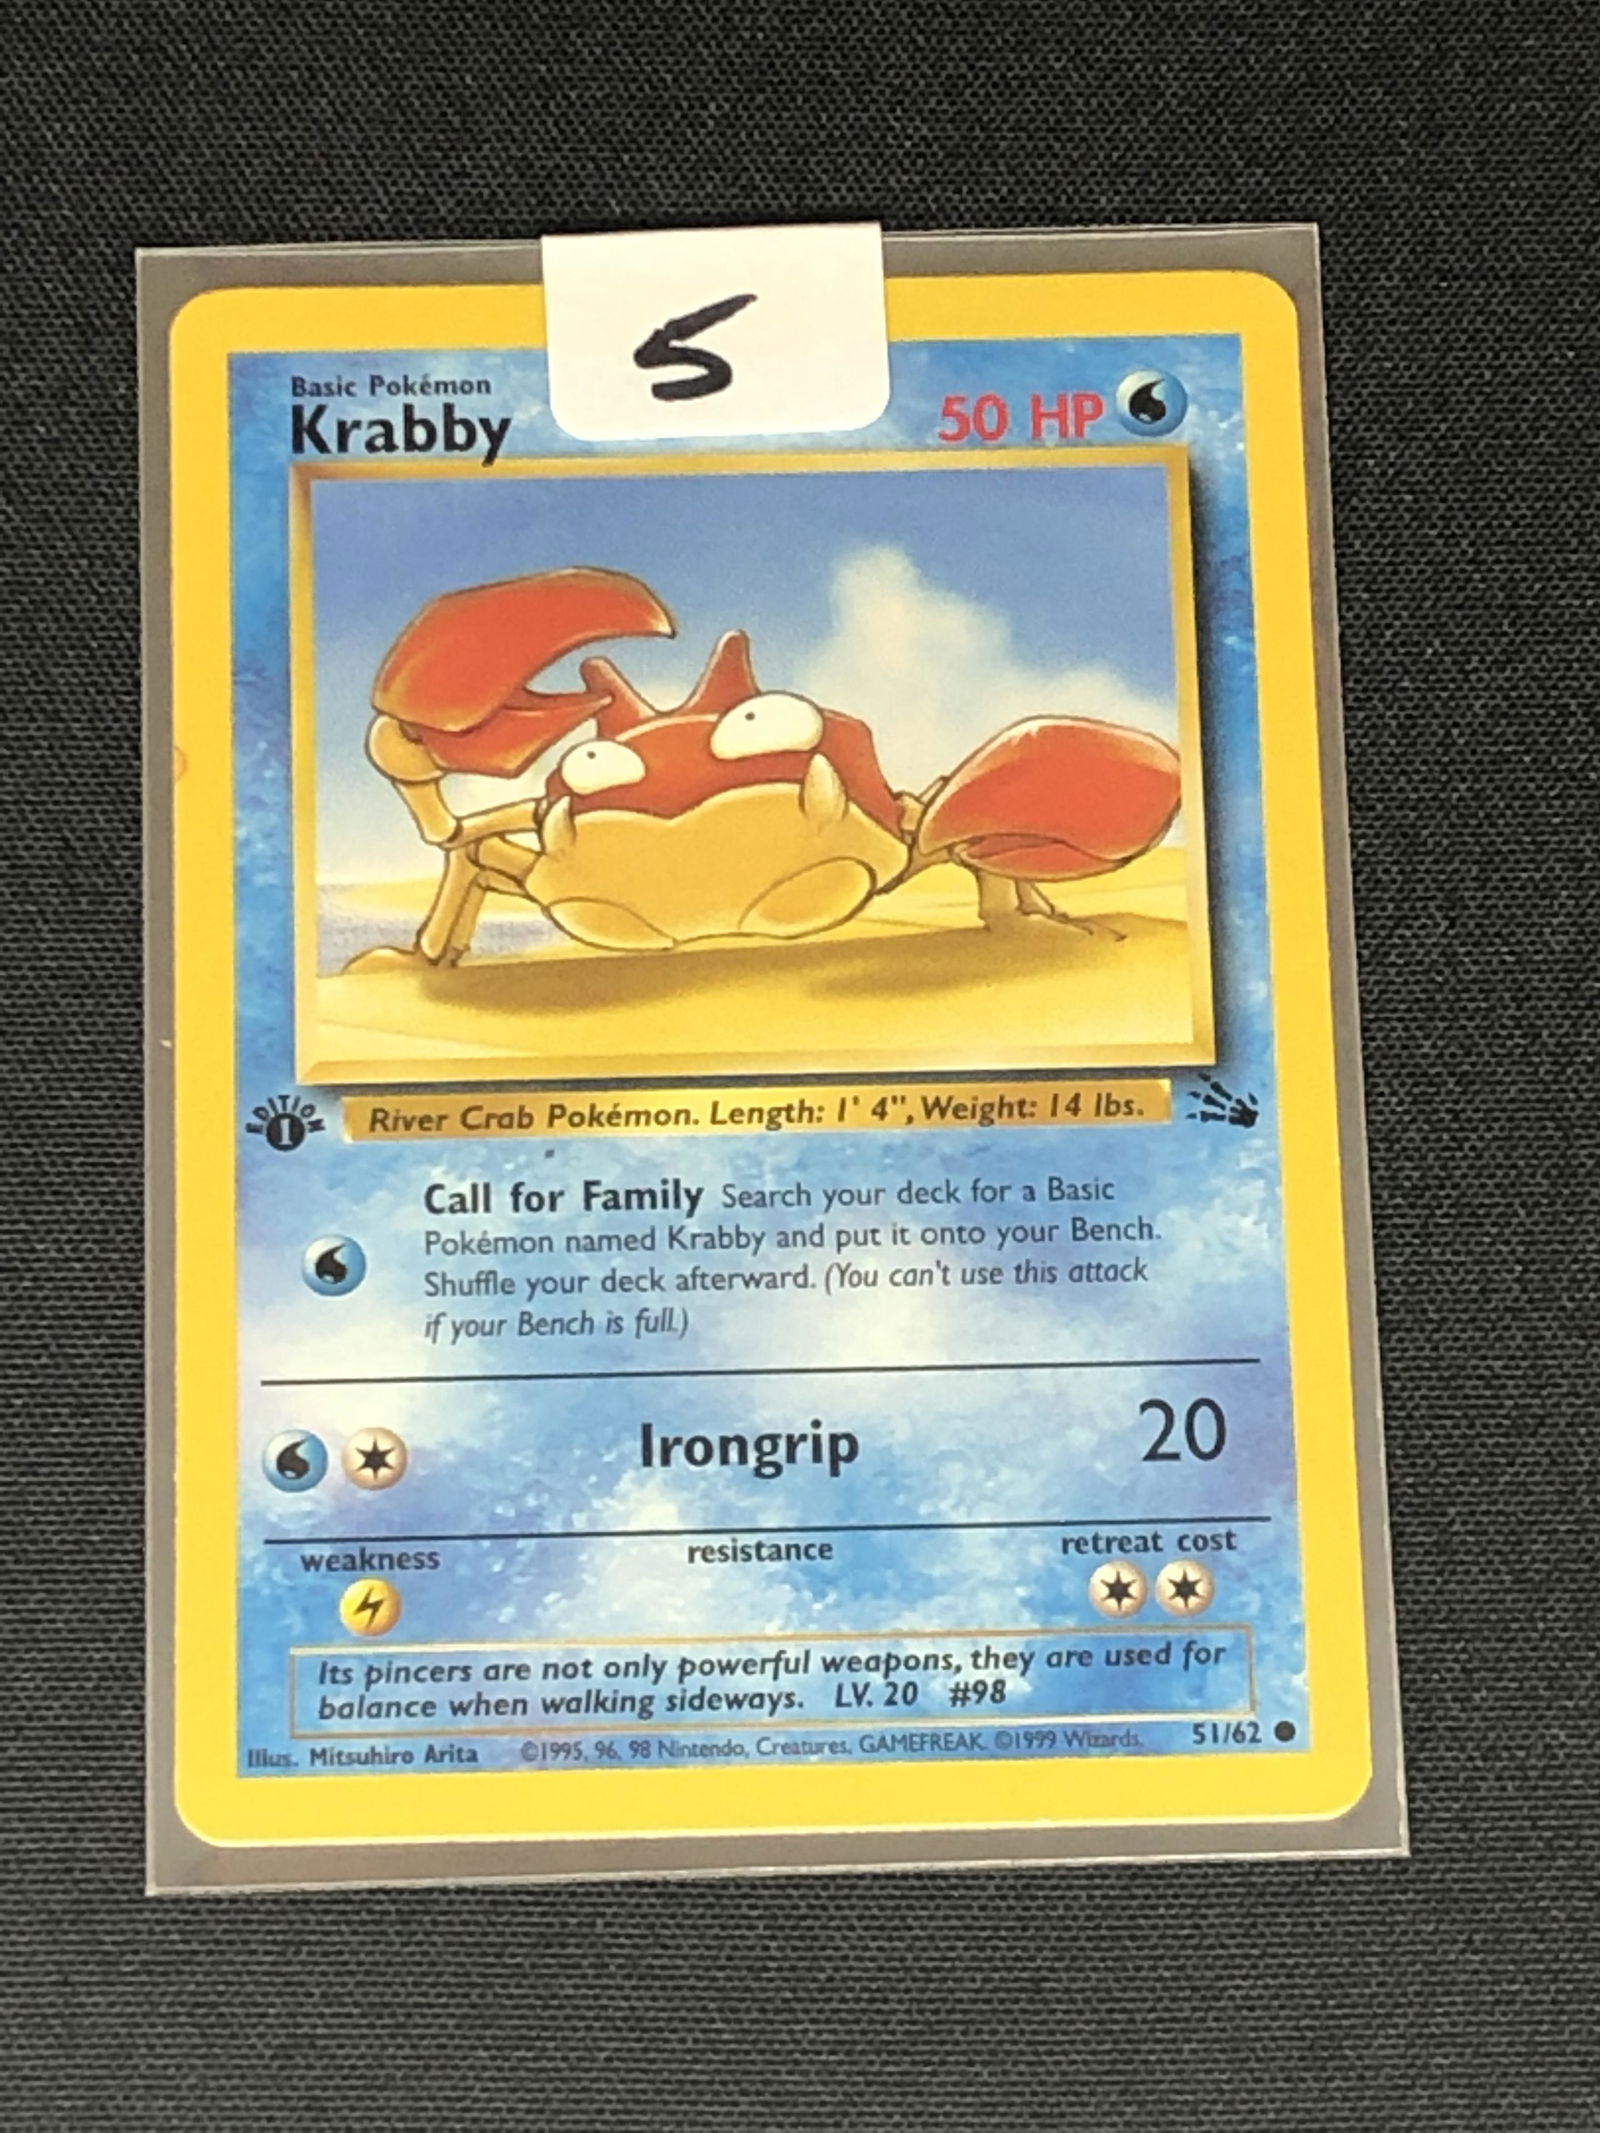 5
Basic Pokémon
Krabby
50 HP
EDITION
1
River Crab Pokémon. Length: 1' 4", Weight: 14 lbs.
Call for Family Search your deck for a Basic
Pokémon named Krabby and put it onto your Bench.
Shuffle your deck afterward. (You can't use this attack
if your Bench is full.)
Irongrip 20
weakness resistance retreat cost
Its pincers are not only powerful weapons, they are used for
balance when walking sideways. LV. 20 #98
Illus. Mitsuhiro Arita ©1995, 96, 98 Nintendo, Creatures, GAMEFREAK. ©1999 Wizards. 51/62